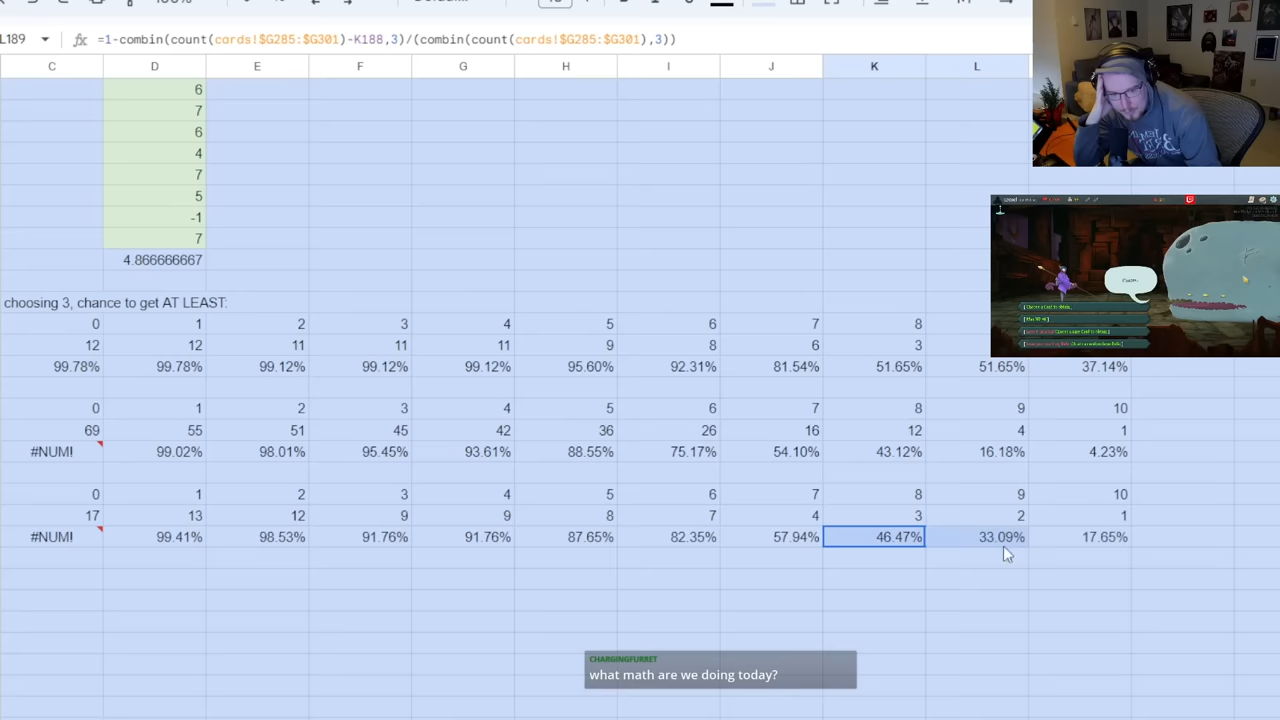 L189 fx =1-combin(count(cards!$G285:$G301)-K188,3)/(combin(count(cards!$G285:$G301),3))
C D E F G H I J K L
6
7
6
4
7
5
-1
7
4.866666667
choosing 3, chance to get AT LEAST:
0 1 2 3 4 5 6 7 8
12 12 11 11 11 9 8 6 3
99.78% 99.78% 99.12% 99.12% 99.12% 95.60% 92.31% 81.54% 51.65% 51.65% 37.14%
0 1 2 3 4 5 6 7 8 9 10
69 55 51 45 42 36 26 16 12 4 1
#NUM! 99.02% 98.01% 95.45% 93.61% 88.55% 75.17% 54.10% 43.12% 16.18% 4.23%
0 1 2 3 4 5 6 7 8 9 10
17 13 12 9 9 8 7 4 3 2 1
#NUM! 99.41% 98.53% 91.76% 91.76% 87.65% 82.35% 57.94% 46.47% 33.09% 17.65%
CHARGINGFURRET
what math are we doing today?